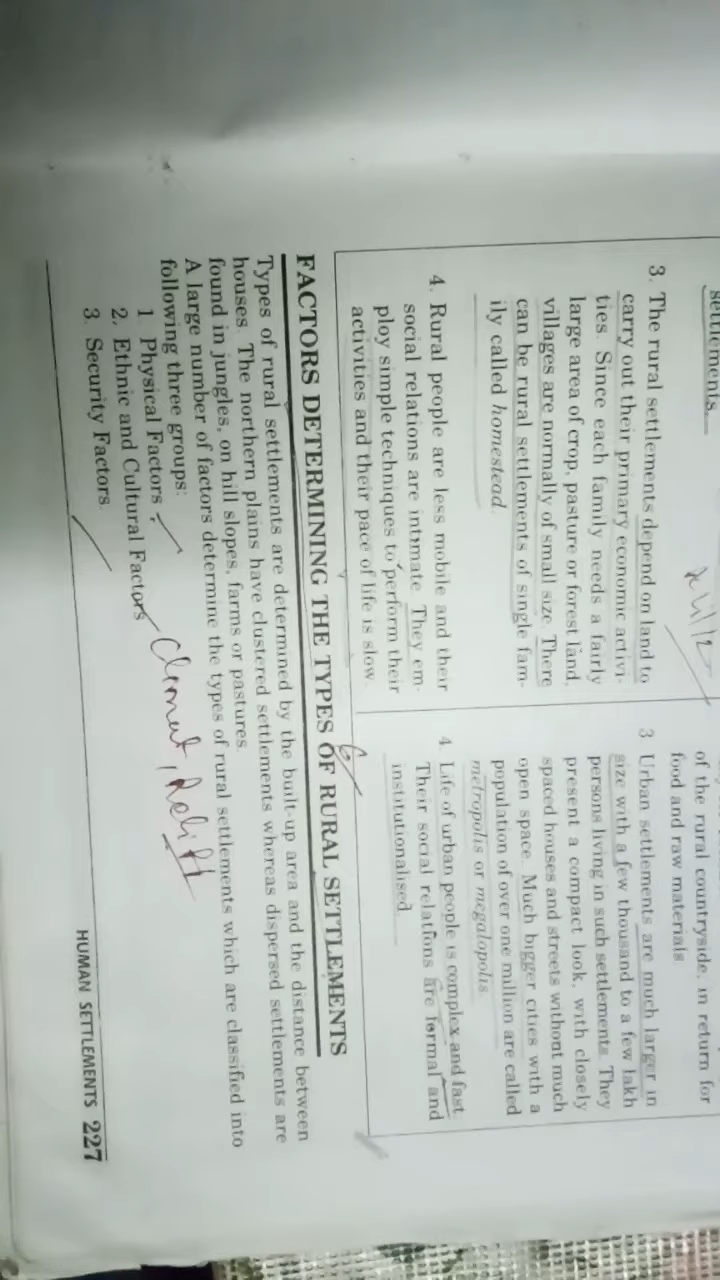 settlements.
3. The rural settlements depend on land to
carry out their primary economic activi-
ties. Since each family needs a fairly
large area of crop, pasture or forest land,
villages are normally of small size. There
can be rural settlements of single fam-
ily called homestead.
4. Rural people are less mobile and their
social relations are intimate. They em-
ploy simple techniques to perform their
activities and their pace of life is slow.
of the rural countryside, in return for
food and raw materials
3 Urban settlements are much larger in
size with a few thousand to a few lakh
persons living in such settlements. They
present a compact look, with closely
spaced houses and streets without much
open space. Much bigger cities with a
population of over one million are called
metropolis or megalopolis.
4. Life of urban people is complex and fast.
Their social relations are formal and
institutionalised.
FACTORS DETERMINING THE TYPES OF RURAL SETTLEMENTS
Types of rural settlements are determined by the built-up area and the distance between
houses. The northern plains have clustered settlements whereas dispersed settlements are
found in jungles, on hill slopes, farms or pastures.
A large number of factors determine the types of rural settlements which are classified into
following three groups:
1 Physical Factors
2. Ethnic and Cultural Factors
3. Security Factors
HUMAN SETTLEMENTS 227